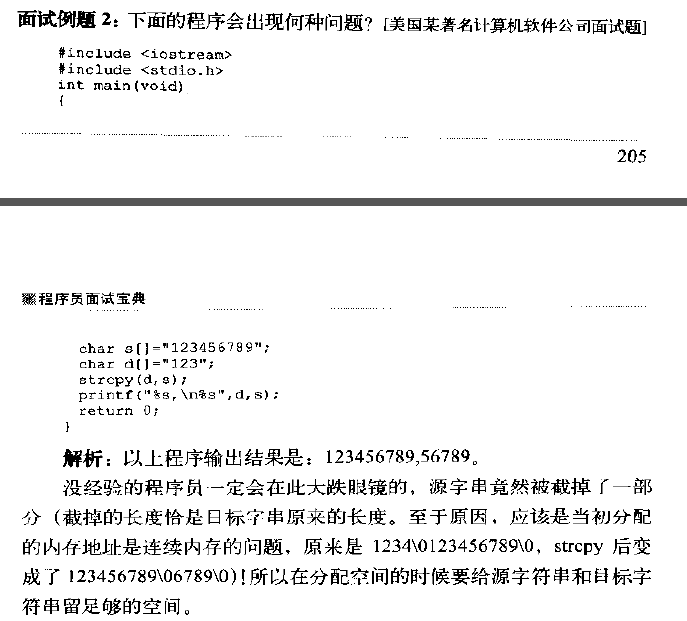 面试例题 2：下面的程序会出现何种问题？[美国某著名计算机软件公司面试题]
#include <iostream>
#include <stdio.h>
int main(void)
{
205
程序员面试宝典
char s[]="123456789";
char d[]="123";
strcpy(d,s);
printf("%s,\n%s",d,s);
return 0;
}
解析：以上程序输出结果是：123456789,56789。
没经验的程序员一定会在此大跌眼镜的，源字串竟然被截掉了一部
分（截掉的长度恰是目标字串原来的长度。至于原因，应该是当初分配
的内存地址是连续内存的问题，原来是 1234\0123456789\0，strcpy 后变
成了 123456789\06789\0)!所以在分配空间的时候要给源字符串和目标字
符串留足够的空间。